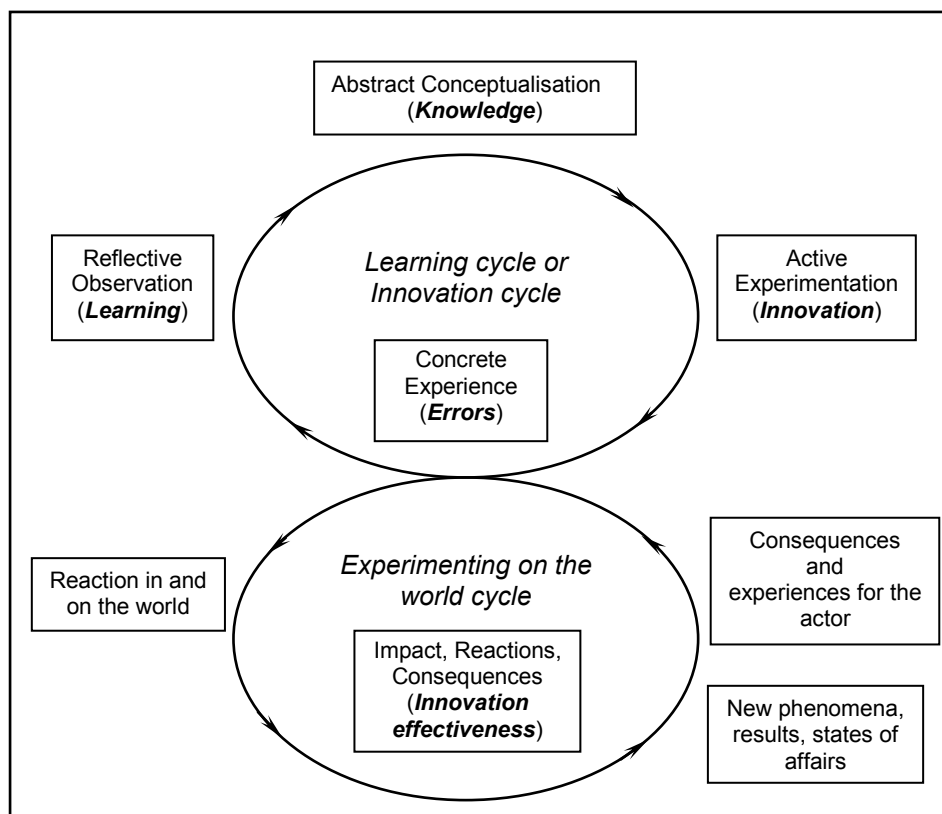 Abstract Conceptualisation
(Knowledge)
Reflective
Observation
(Learning)
Learning cycle or
Innovation cycle
Active
Experimentation
(Innovation)
Concrete
Experience
(Errors)
Reaction in and
on the world
Experimenting on the
world cycle
Consequences
and
experiences for the
actor
Impact, Reactions,
Consequences
(Innovation
effectiveness)
New phenomena,
results, states of
affairs